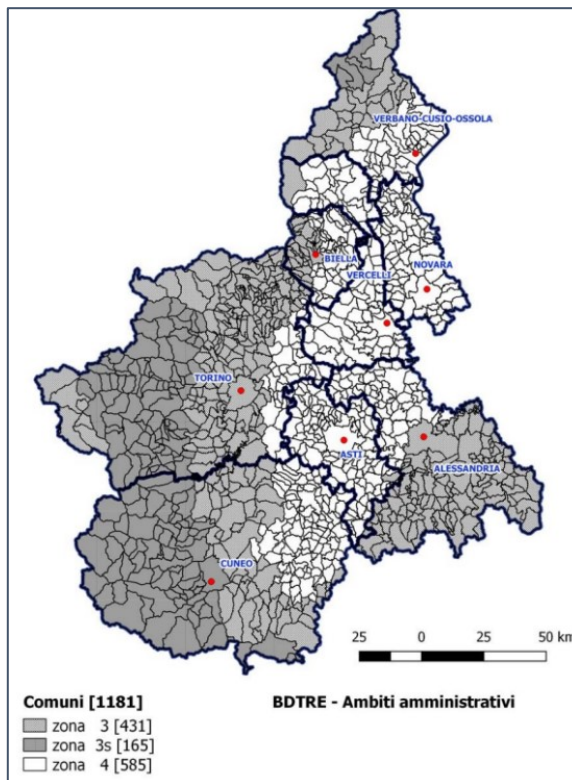 VERBANO-CUSIO-OSSOLA
BIELLA
NOVARA
VERCELLI
TORINO
ASTI
ALESSANDRIA
CUNEO
25 0 25 50 km
Comuni [1181] BDTRE - Ambiti amministrativi
zona 3 [431]
zona 3s [165]
zona 4 [585]